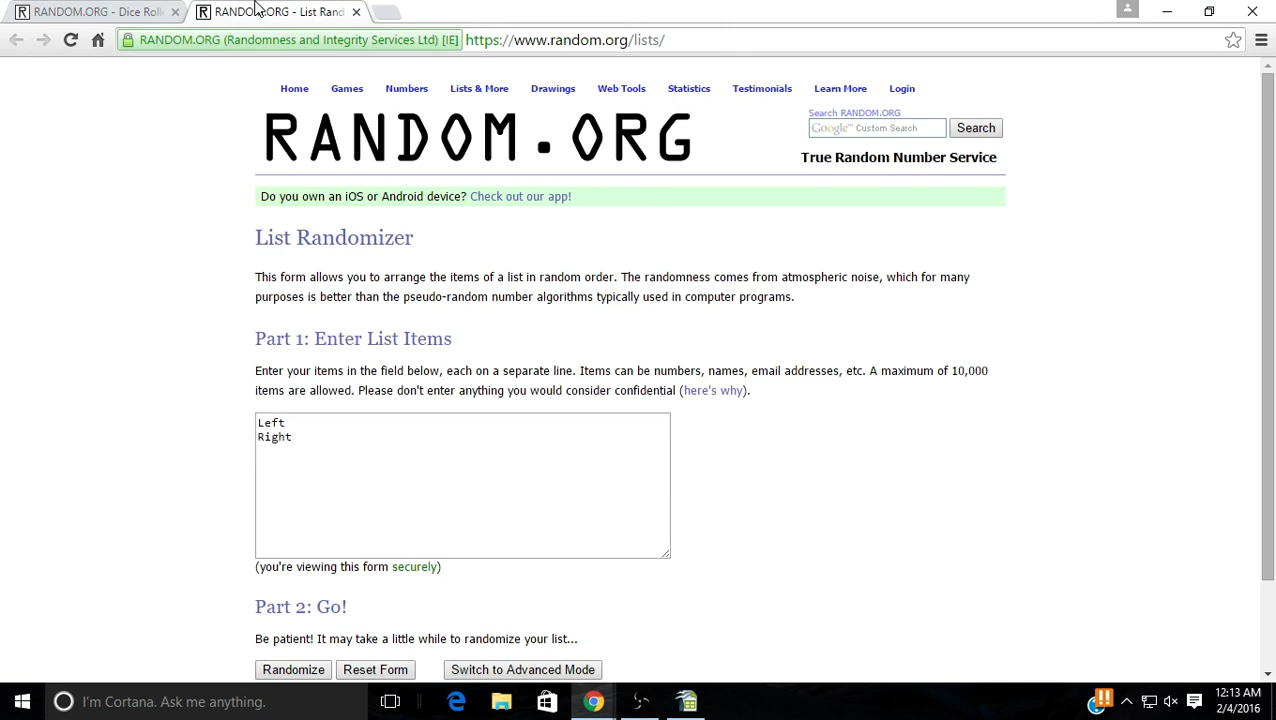 RANDOM.ORG - Dice Rolle
RANDOM.ORG - List Rand
RANDOM.ORG (Randomness and Integrity Services Ltd) [IE] https://www.random.org/lists/
Home Games Numbers Lists & More Drawings Web Tools Statistics Testimonials Learn More Login
Search RANDOM.ORG
RANDOM.ORG
Google™ Custom Search Search
True Random Number Service
Do you own an iOS or Android device? Check out our app!
List Randomizer
This form allows you to arrange the items of a list in random order. The randomness comes from atmospheric noise, which for many
purposes is better than the pseudo-random number algorithms typically used in computer programs.
Part 1: Enter List Items
Enter your items in the field below, each on a separate line. Items can be numbers, names, email addresses, etc. A maximum of 10,000
items are allowed. Please don't enter anything you would consider confidential (here's why).
Left
Right
(you're viewing this form securely)
Part 2: Go!
Be patient! It may take a little while to randomize your list...
Randomize Reset Form Switch to Advanced Mode
I'm Cortana. Ask me anything.
12:13 AM
2/4/2016